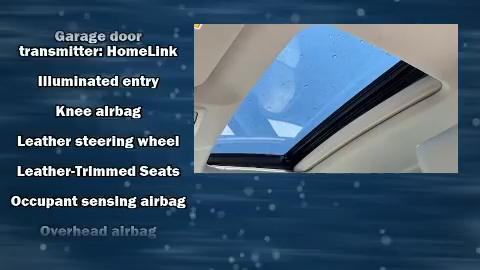 Garage door
transmitter: HomeLink
Illuminated entry
Knee airbag
Leather steering wheel
Leather-Trimmed Seats
Occupant sensing airbag
Overhead airbag